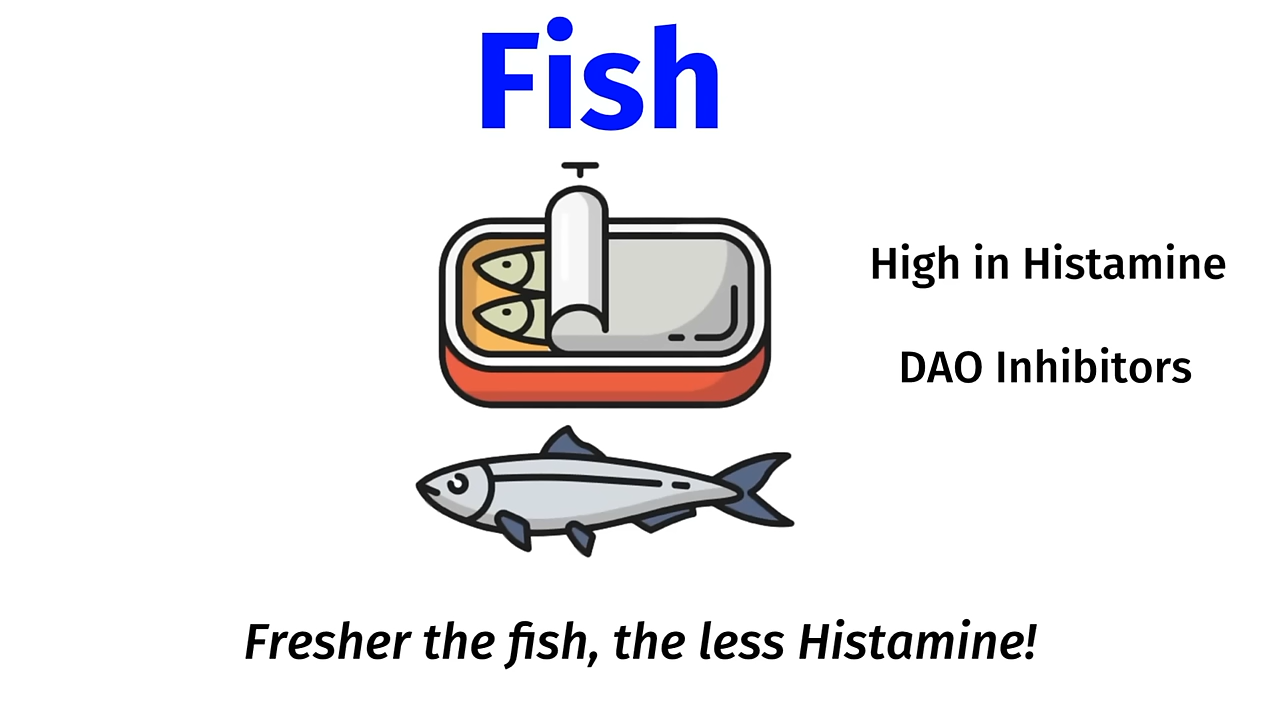 Fish
High in Histamine
DAO Inhibitors
Fresher the fish, the less Histamine!